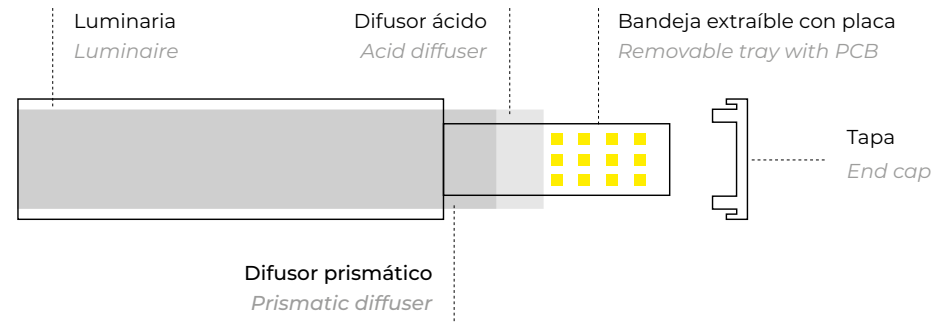 Luminaria
Luminaire
Difusor ácido
Acid diffuser
Bandeja extraíble con placa
Removable tray with PCB
Tapa
End cap
Difusor prismático
Prismatic diffuser